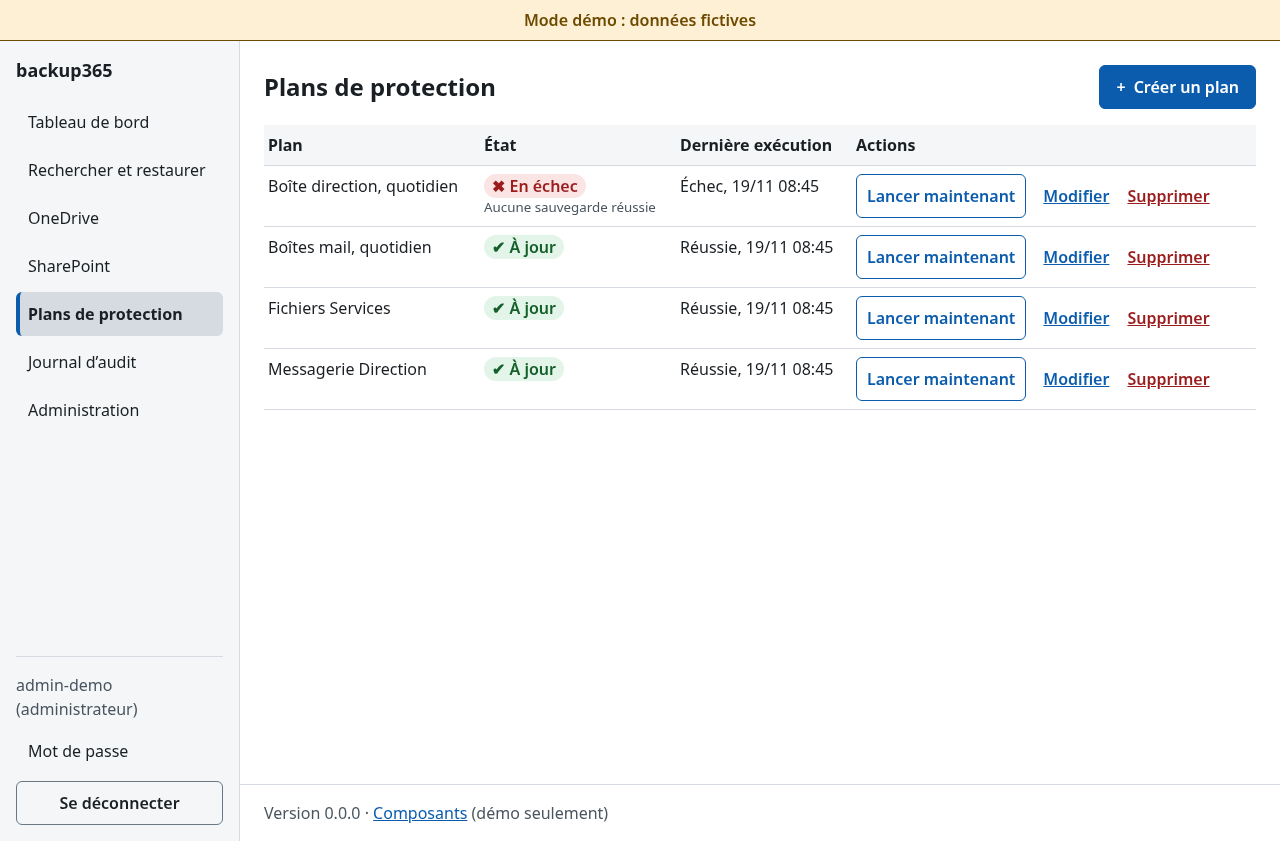 Mode démo : données fictives
backup365
Tableau de bord
Rechercher et restaurer
OneDrive
SharePoint
Plans de protection
Journal d’audit
Administration
admin-demo
(administrateur)
Mot de passe
Se déconnecter
Plans de protection
+ Créer un plan
Plan État Dernière exécution Actions
Boîte direction, quotidien ✖ En échec Échec, 19/11 08:45 Lancer maintenant Modifier Supprimer
Aucune sauvegarde réussie
Boîtes mail, quotidien ✔ À jour Réussie, 19/11 08:45 Lancer maintenant Modifier Supprimer
Fichiers Services ✔ À jour Réussie, 19/11 08:45 Lancer maintenant Modifier Supprimer
Messagerie Direction ✔ À jour Réussie, 19/11 08:45 Lancer maintenant Modifier Supprimer
Version 0.0.0 · Composants (démo seulement)